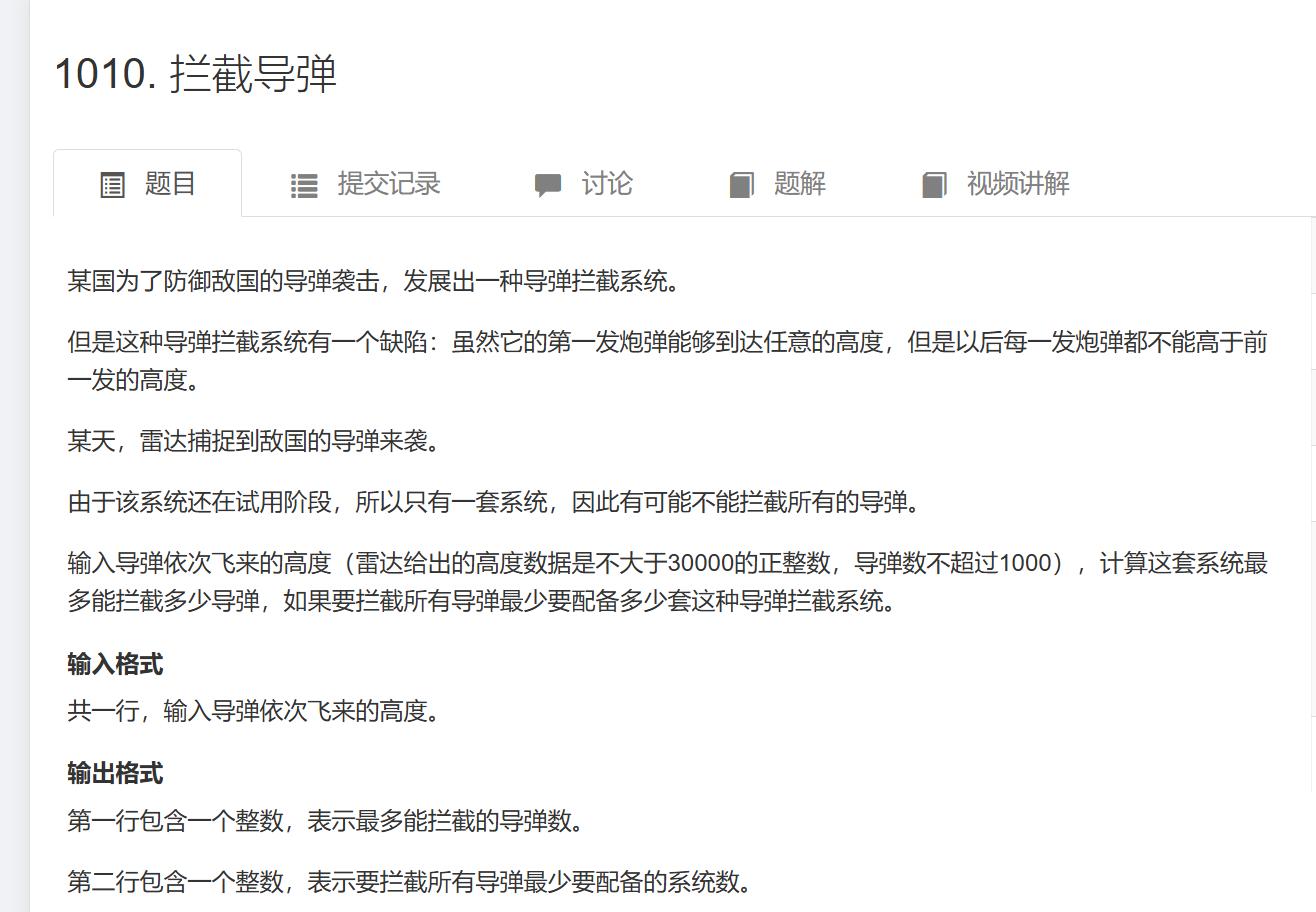 1010. 拦截导弹
题目 提交记录 讨论 题解 视频讲解
某国为了防御敌国的导弹袭击，发展出一种导弹拦截系统。
但是这种导弹拦截系统有一个缺陷：虽然它的第一发炮弹能够到达任意的高度，但是以后每一发炮弹都不能高于前
一发的高度。
某天，雷达捕捉到敌国的导弹来袭。
由于该系统还在试用阶段，所以只有一套系统，因此有可能不能拦截所有的导弹。
输入导弹依次飞来的高度（雷达给出的高度数据是不大于30000的正整数，导弹数不超过1000），计算这套系统最
多能拦截多少导弹，如果要拦截所有导弹最少要配备多少套这种导弹拦截系统。
输入格式
共一行，输入导弹依次飞来的高度。
输出格式
第一行包含一个整数，表示最多能拦截的导弹数。
第二行包含一个整数，表示要拦截所有导弹最少要配备的系统数。